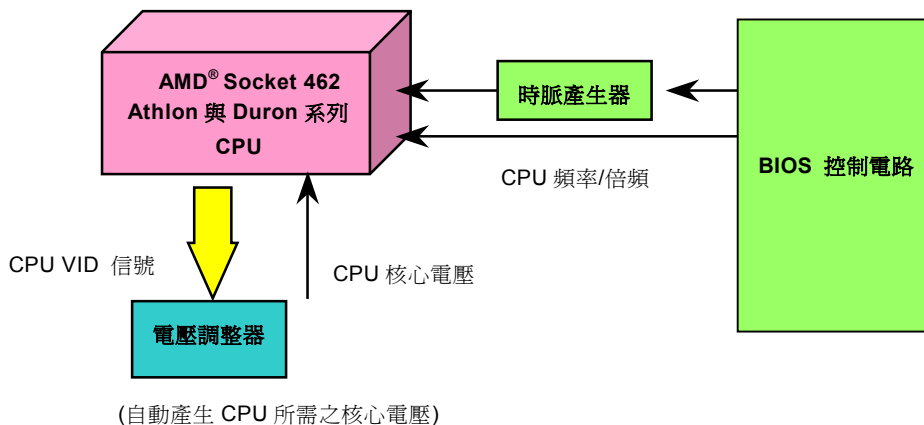 AMD® Socket 462
Athlon 與 Duron 系列
CPU
時脈產生器
BIOS 控制電路
CPU 頻率/倍頻
CPU VID 信號
CPU 核心電壓
電壓調整器
(自動產生 CPU 所需之核心電壓)